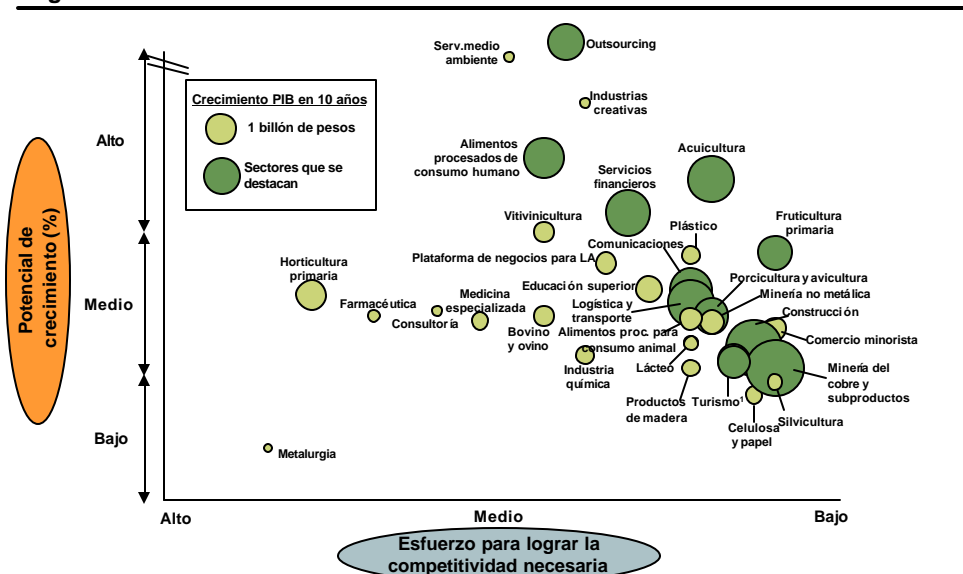 Serv.medio
ambiente
Outsourcing
Crecimiento PIB en 10 años
1 billón de pesos
Sectores que se
destacan
Industrias
creativas
Alto
Alimentos
procesados de
consumo humano
Acuicultura
Servicios
financieros
Vitivinicultura
Plástico
Fruticultura
primaria
Comunicaciones
Plataforma de negocios para LA
Horticultura
primaria
Porcicultura y avicultura
Educación superior
Minería no metálica
Medio
Farmacéutica
Medicina
especializada
Consultoría
Logística y
transporte
Construcción
Bovino
y ovino
Alimentos proc. para
consumo animal
Comercio minorista
Industria
química
Lácteo
Minería del
cobre y
subproductos
Productos
de madera
Turismo¹
Silvicultura
Celulosa
y papel
Bajo
Metalurgia
Potencial de
crecimiento (%)
Alto
Medio
Bajo
Esfuerzo para lograr la
competitividad necesaria